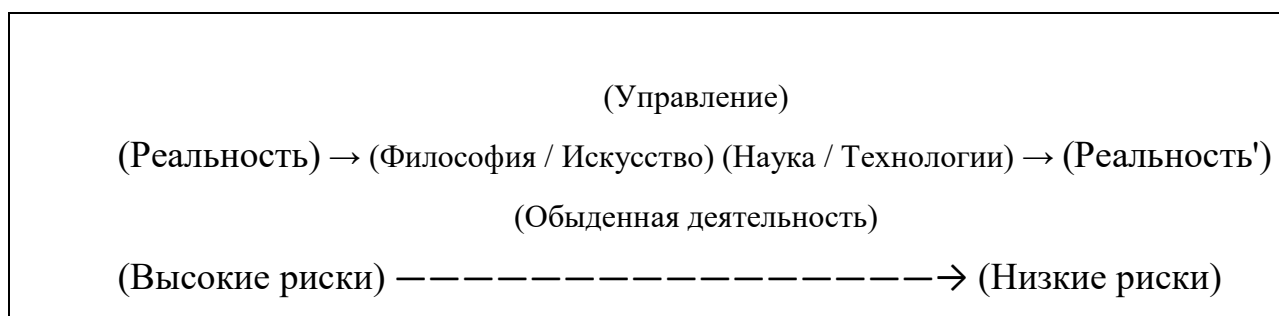 (Управление)
(Реальность) → (Философия / Искусство) (Наука / Технологии) → (Реальность')
(Обыденная деятельность)
(Высокие риски) — — — — — — — — — — — — — — —→ (Низкие риски)